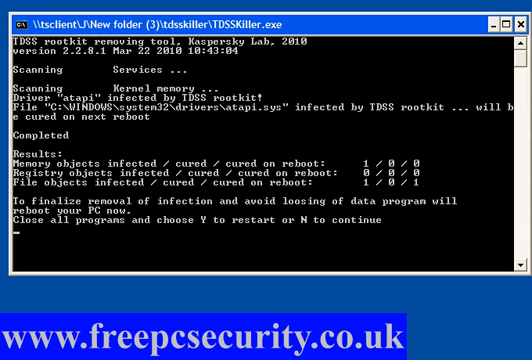 \\tsclient\J\New folder (3)\tdsskiller\TDSSKiller.exe
TDSS rootkit removing tool, Kaspersky Lab, 2010
version 2.2.8.1 Mar 22 2010 10:43:04
Scanning Services ...
Scanning Kernel memory ...
Driver "atapi" infected by TDSS rootkit!
File "C:\WINDOWS\system32\drivers\atapi.sys" infected by TDSS rootkit ... will b
e cured on next reboot
Completed
Results:
Memory objects infected / cured / cured on reboot: 1 / 0 / 0
Registry objects infected / cured / cured on reboot: 0 / 0 / 0
File objects infected / cured / cured on reboot: 1 / 0 / 1
To finalize removal of infection and avoid loosing of data program will
reboot your PC now.
Close all programs and choose Y to restart or N to continue
www.freepcsecurity.co.uk